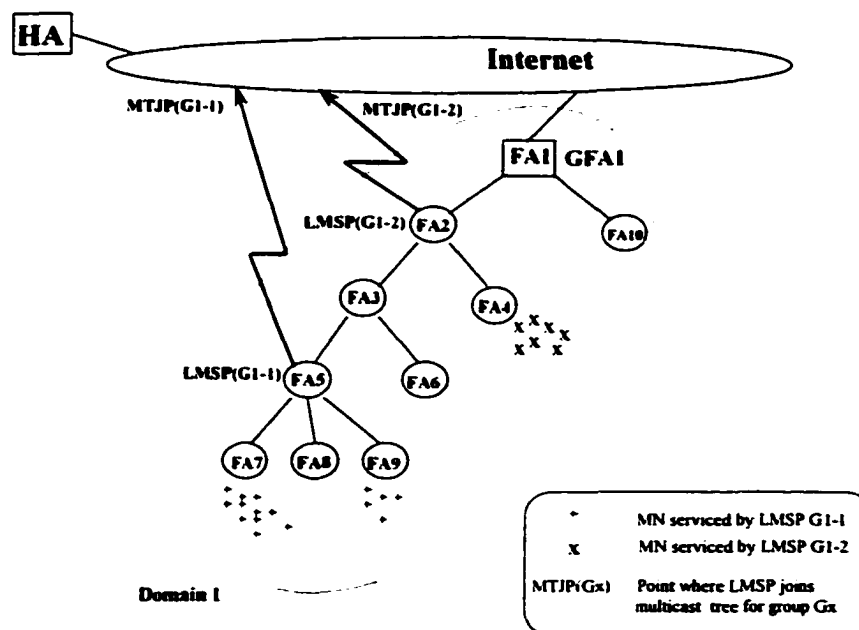 HA
Internet
MTJP(G1-1)
MTJP(G1-2)
FA1
GFA1
LMSP(G1-2)
FA2
FA10
FA3
FA4
x x x x x x x
LMSP(G1-1)
FA5
FA6
FA7
FA8
FA9
Domain 1
MN serviced by LMSP G1-1
x MN serviced by LMSP G1-2
MTJP(Gx) Point where LMSP joins
multicast tree for group Gx